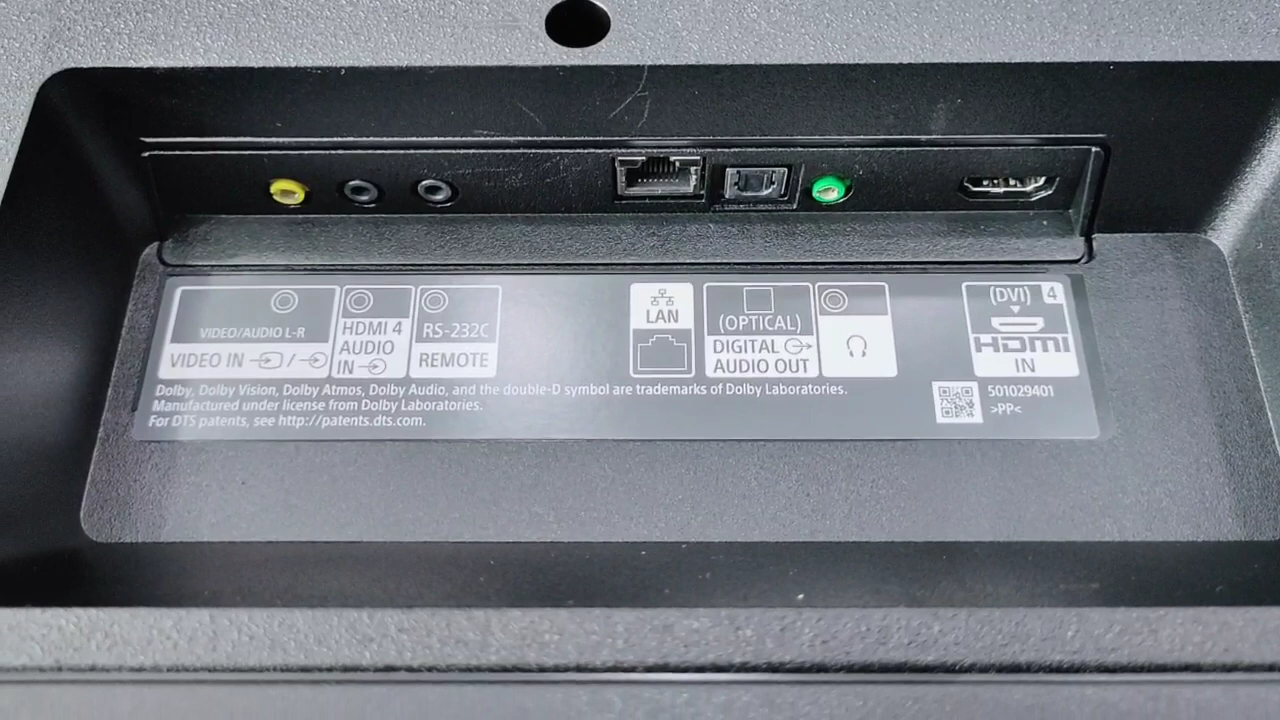 VIDEO/AUDIO L-R
VIDEO IN /
HDMI 4
AUDIO
IN
RS-232C
REMOTE
LAN
(OPTICAL)
DIGITAL
AUDIO OUT
(DVI) 4
HDMI
IN
Dolby, Dolby Vision, Dolby Atmos, Dolby Audio, and the double-D symbol are trademarks of Dolby Laboratories.
Manufactured under license from Dolby Laboratories.
For DTS patents, see http://patents.dts.com.
501029401
>PP<